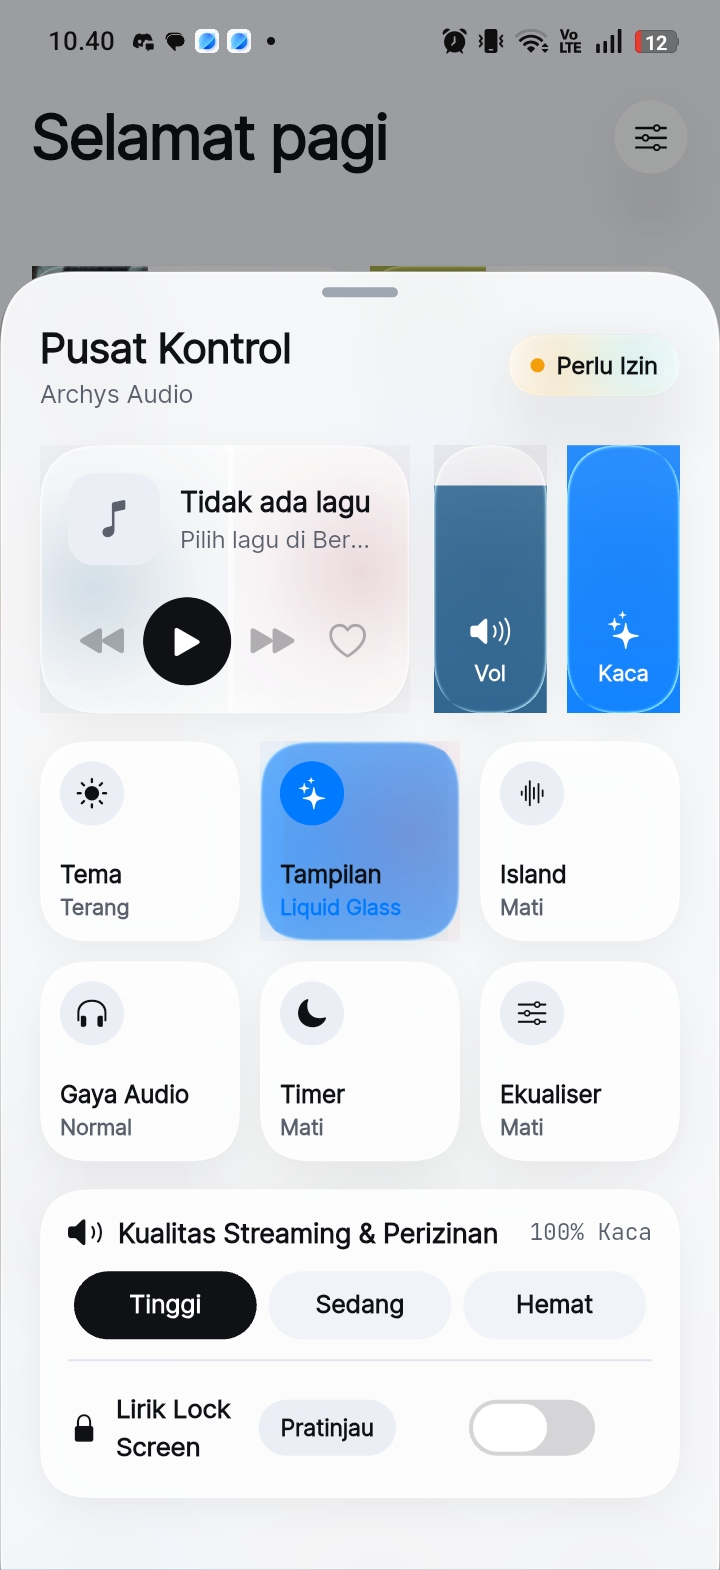 10.40
Vo
LTE
12
Selamat pagi
Pusat Kontrol
Archys Audio
Perlu Izin
Tidak ada lagu
Pilih lagu di Ber...
Vol
Kaca
Tema
Terang
Tampilan
Liquid Glass
Island
Mati
Gaya Audio
Normal
Timer
Mati
Ekualiser
Mati
Kualitas Streaming & Perizinan
100% Kaca
Tinggi
Sedang
Hemat
Lirik Lock
Screen
Pratinjau